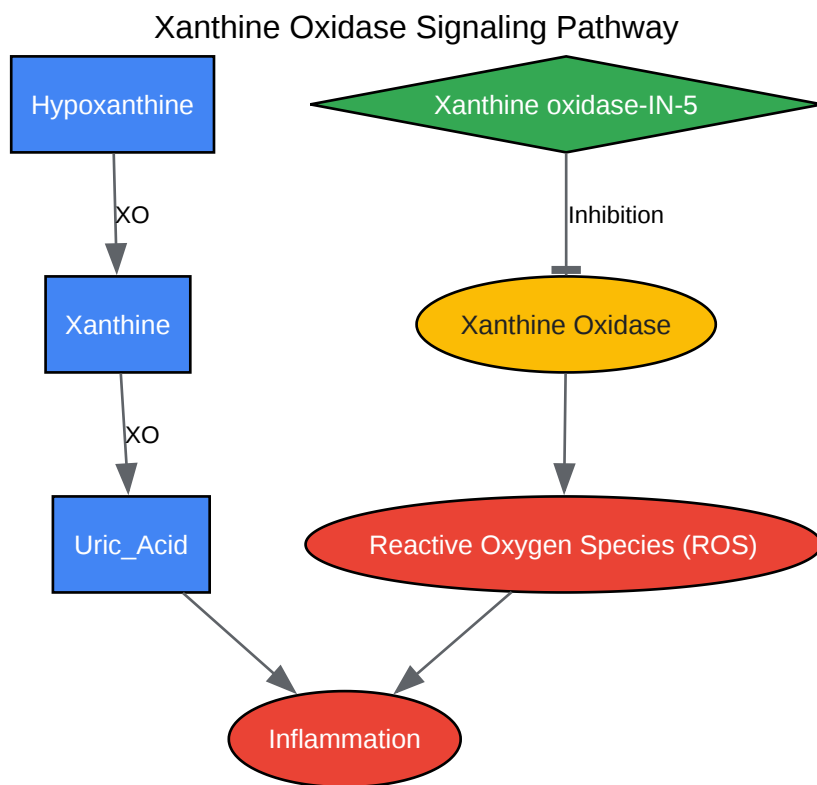 Xanthine Oxidase Signaling Pathway
Hypoxanthine
Xanthine oxidase-IN-5
XO
Inhibition
Xanthine
Xanthine Oxidase
XO
Uric_Acid
Reactive Oxygen Species (ROS)
Inflammation